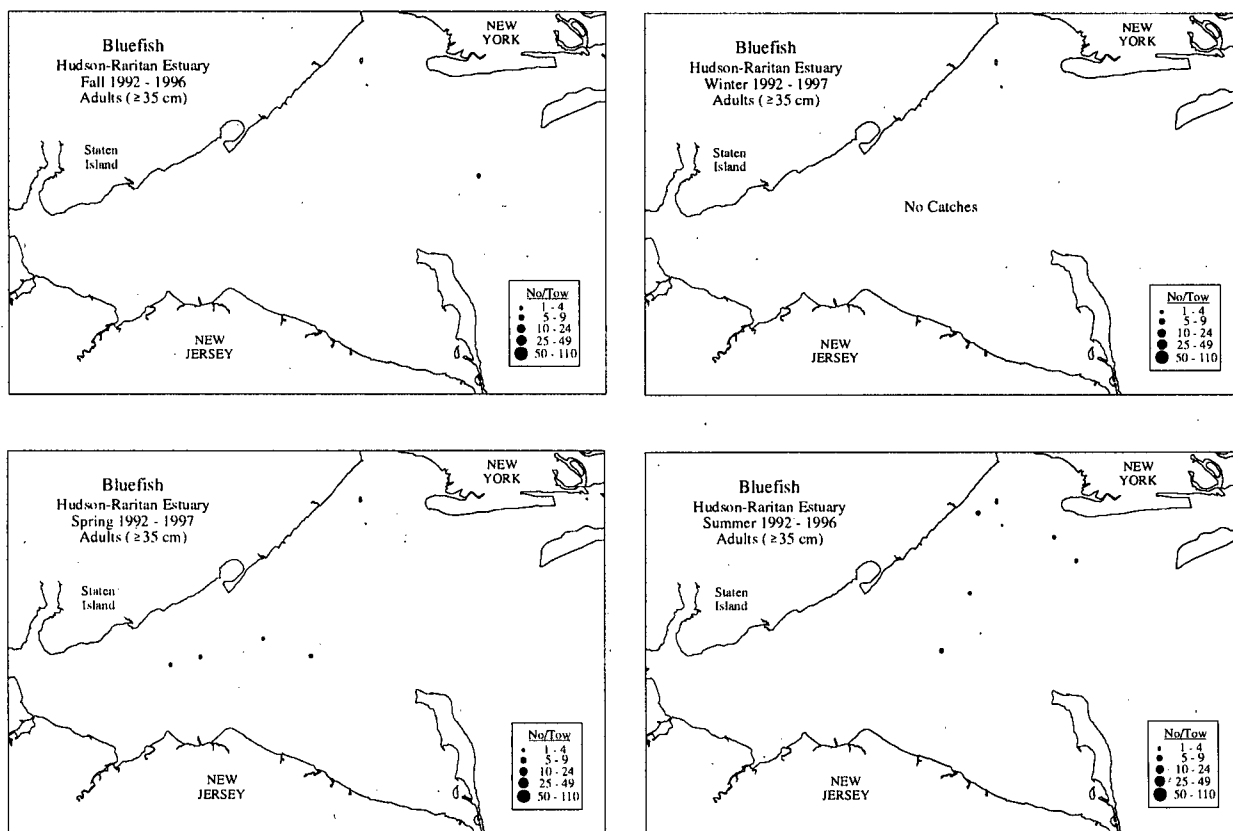 Bluefish
Hudson-Raritan Estuary
Fall 1992 - 1996
Adults (≥35 cm)
NEW
YORK
Staten
Island
NEW
JERSEY
No/Tow
1 - 4
5 - 9
10 - 24
25 - 49
50 - 110
Bluefish
Hudson-Raritan Estuary
Winter 1992 - 1997
Adults (≥35 cm)
NEW
YORK
Staten
Island
No Catches
NEW
JERSEY
No/Tow
1 - 4
5 - 9
10 - 24
25 - 49
50 - 110
Bluefish
Hudson-Raritan Estuary
Spring 1992 - 1997
Adults (≥35 cm)
NEW
YORK
Staten
Island
NEW
JERSEY
No/Tow
1 - 4
5 - 9
10 - 24
25 - 49
50 - 110
Bluefish
Hudson-Raritan Estuary
Summer 1992 - 1996
Adults (≥35 cm)
NEW
YORK
Staten
Island
NEW
JERSEY
No/Tow
1 - 4
5 - 9
10 - 24
25 - 49
50 - 110